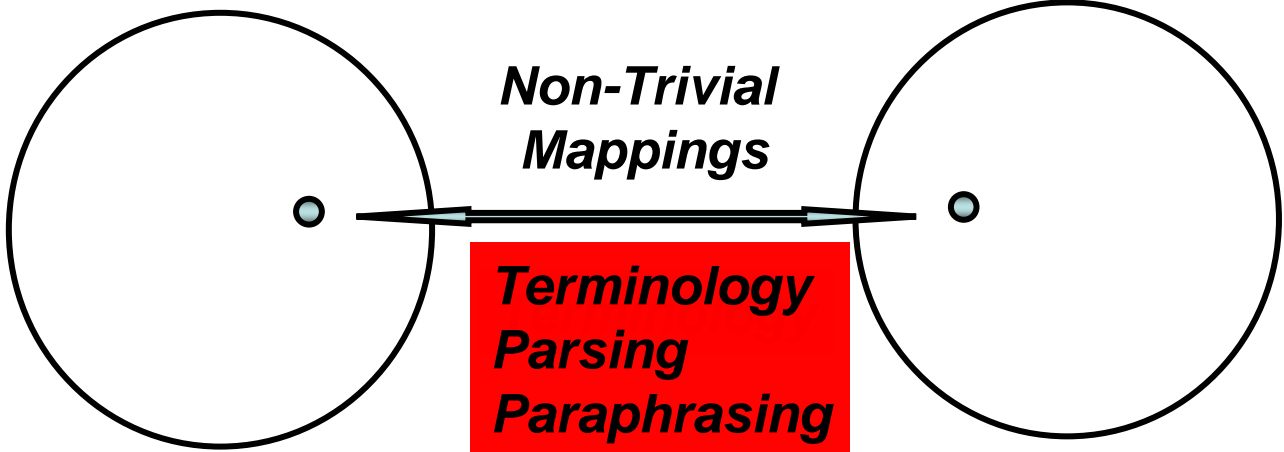 Non-Trivial
Mappings
Terminology
Parsing
Paraphrasing